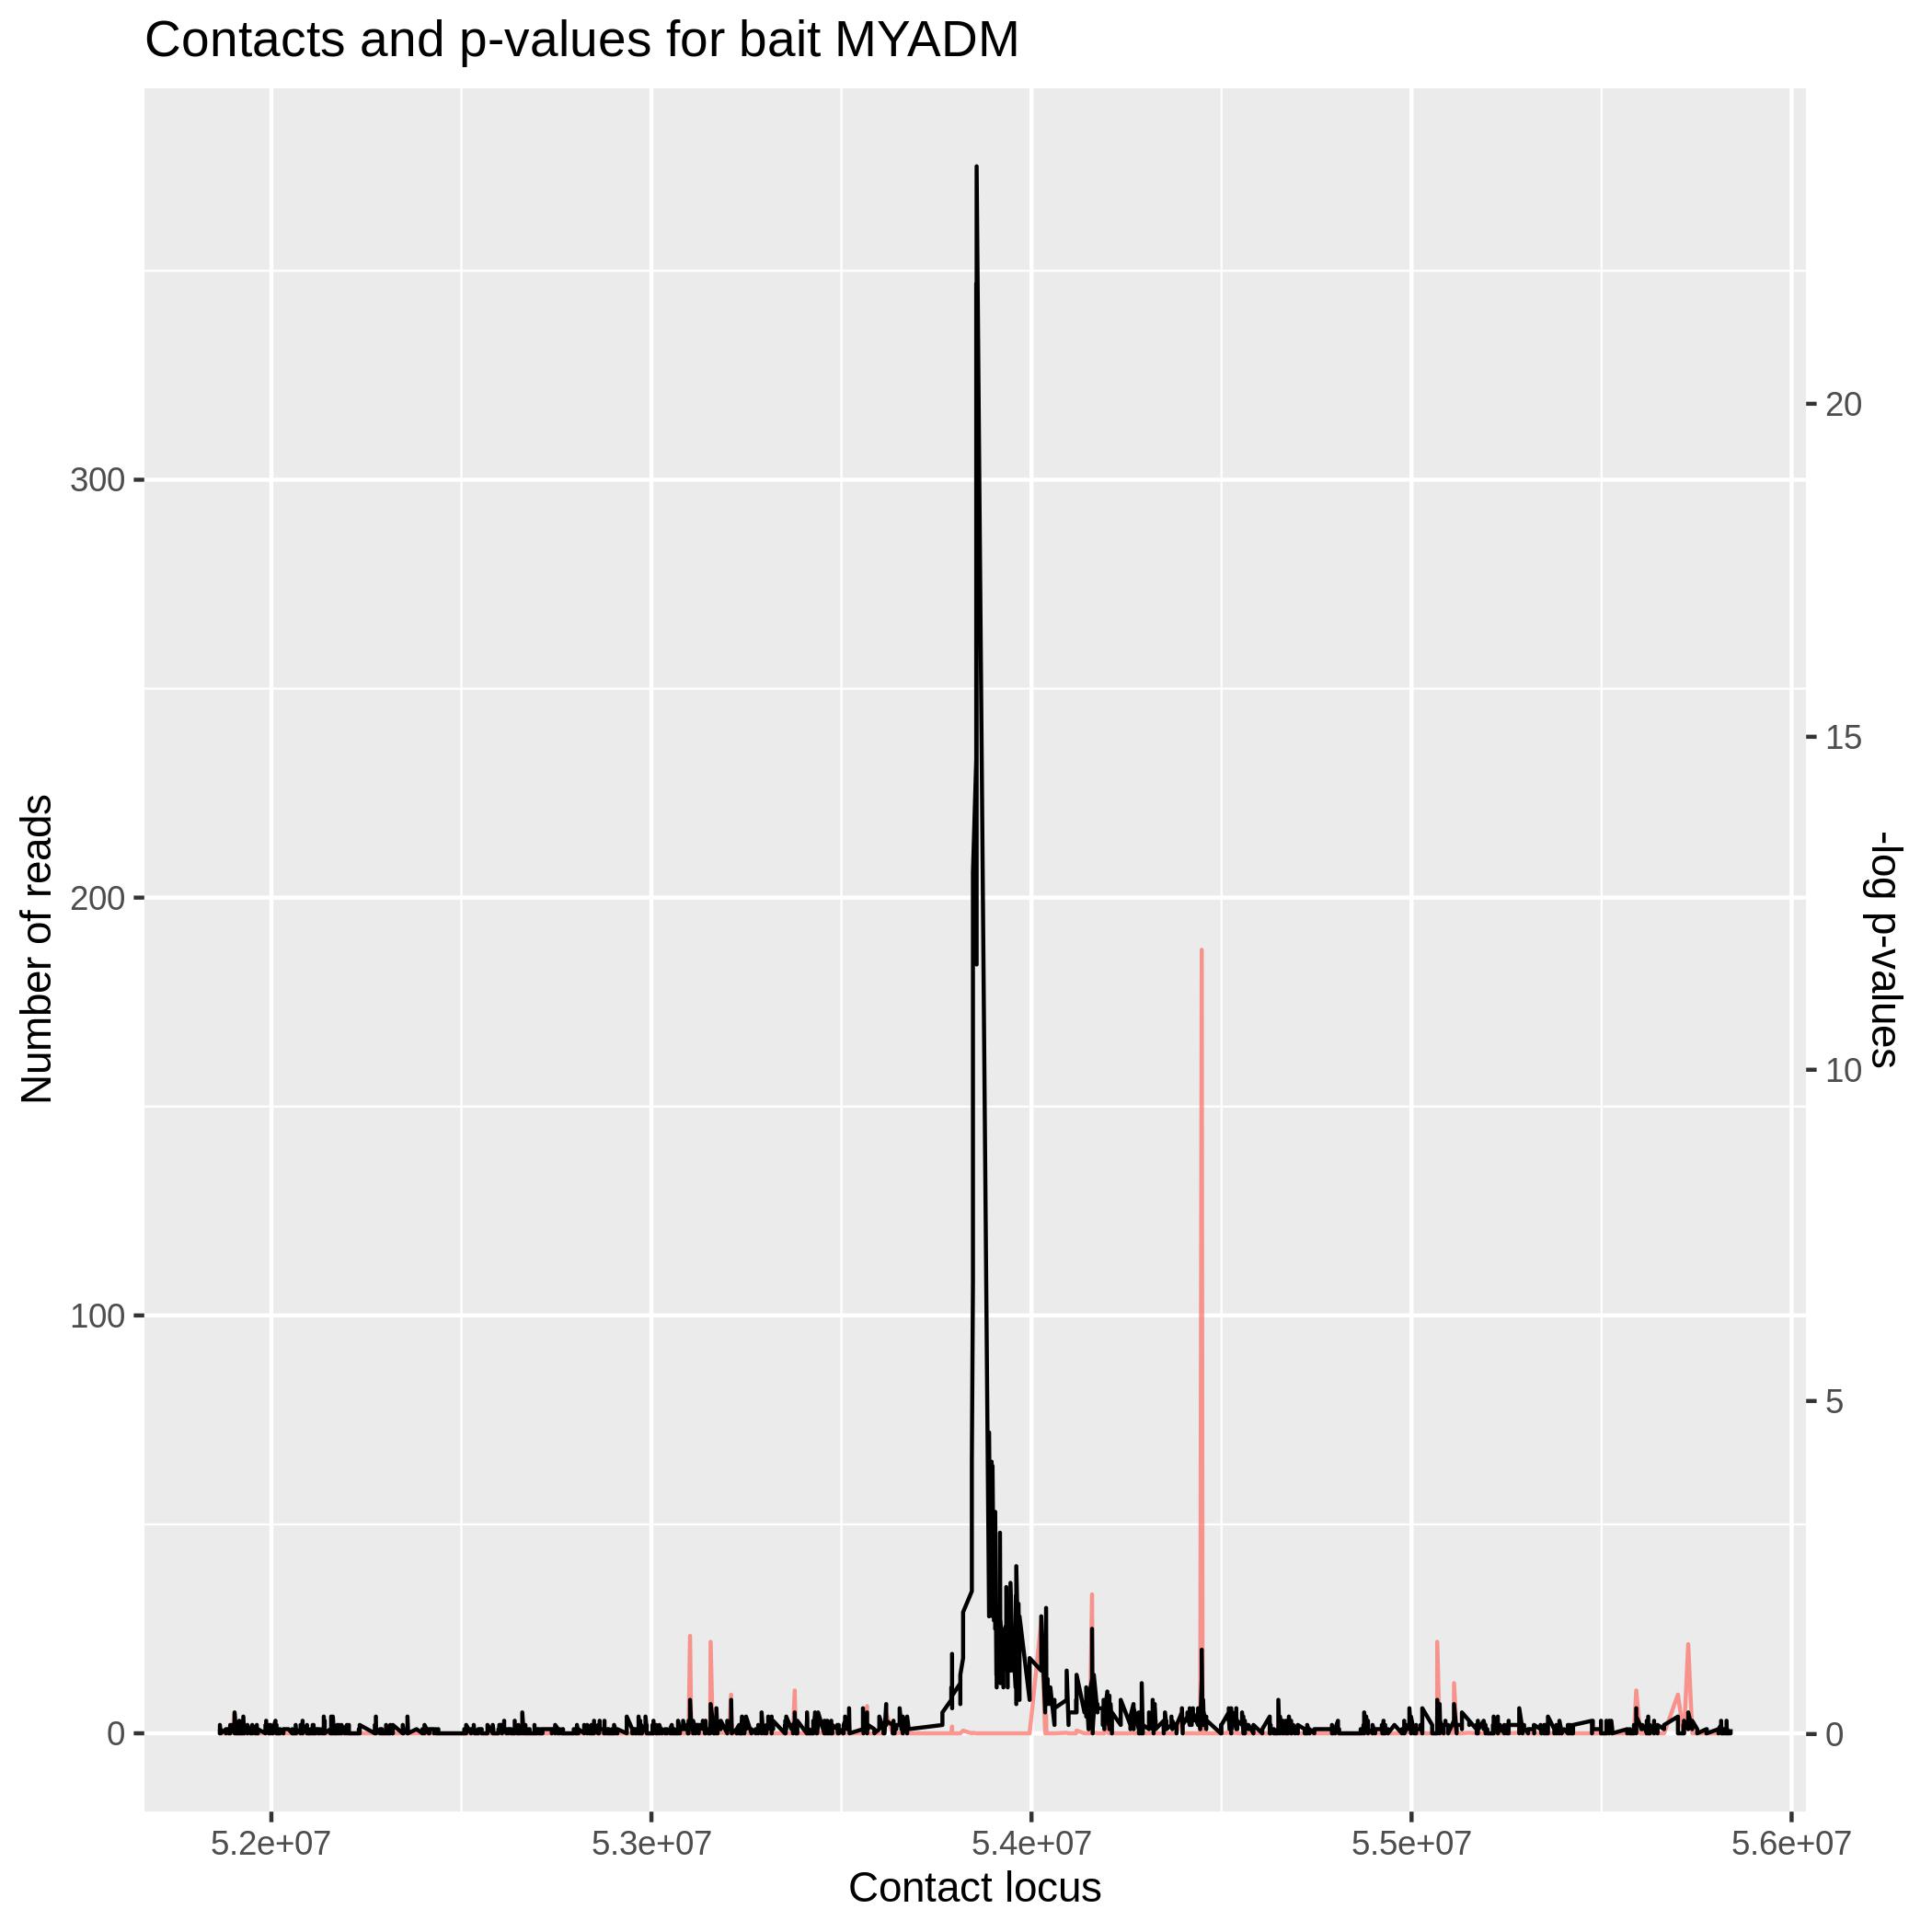 Contacts and p-values for bait MYADM
300
200
100
0
Number of reads
20
15
10
5
0
-log p-values
5.2e+07
5.3e+07
5.4e+07
5.5e+07
5.6e+07
Contact locus